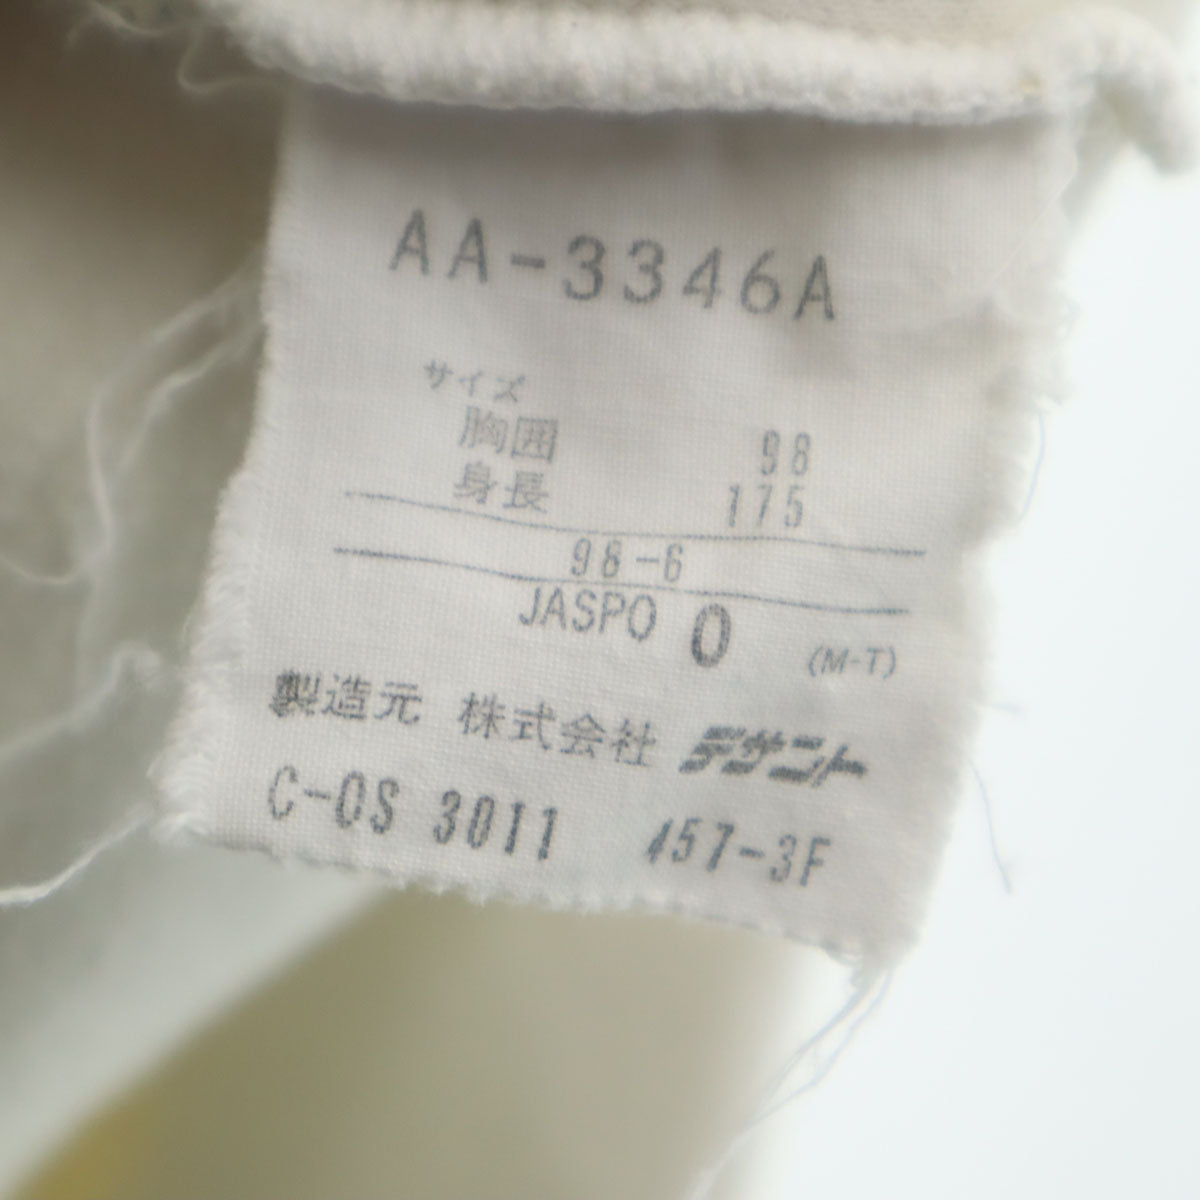 AA-3346A
サイズ
胸囲 98
身長 175
98-6
JASPO O (M-T)
製造元 株式会社 デサント
C-OS 3011 157-3F